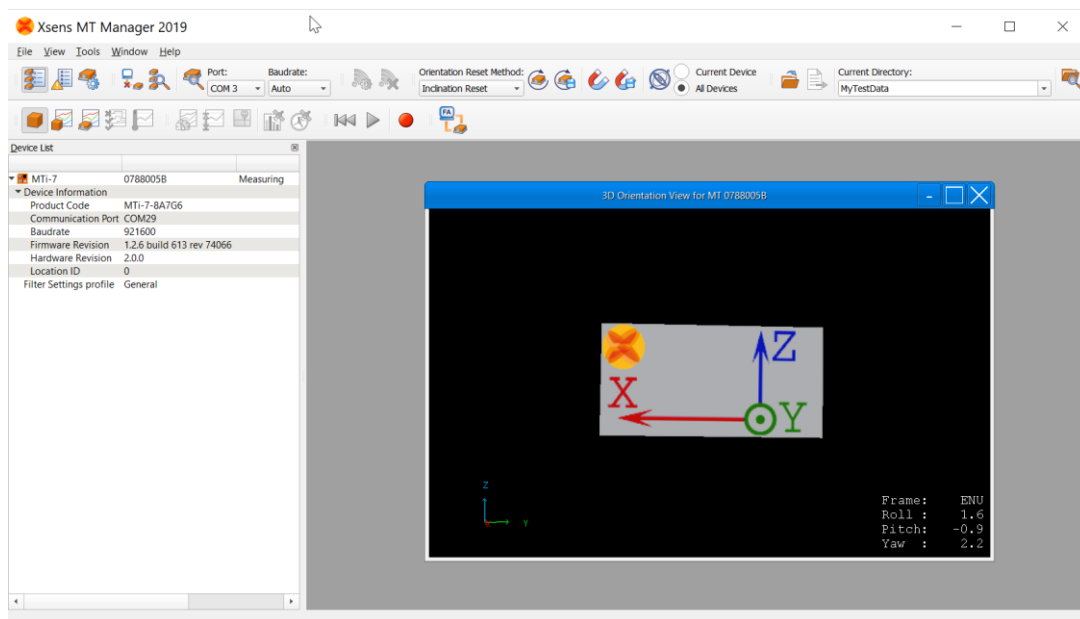 Xsens MT Manager 2019
File View Tools Window Help
Port: Baudrate: Orientation Reset Method: Current Device Current Directory:
COM 3 Auto Inclination Reset All Devices MyTestData
FA
Device List
MTi-7 0788005B Measuring
Device Information
Product Code MTi-7-8A7G6
Communication Port COM29
Baudrate 921600
Firmware Revision 1.2.6 build 613 rev 74066
Hardware Revision 2.0.0
Location ID 0
Filter Settings profile General
3D Orientation View for MT 0788005B
Z
X
Y
Z
Y
Frame: ENU
Roll : 1.6
Pitch: -0.9
Yaw : 2.2